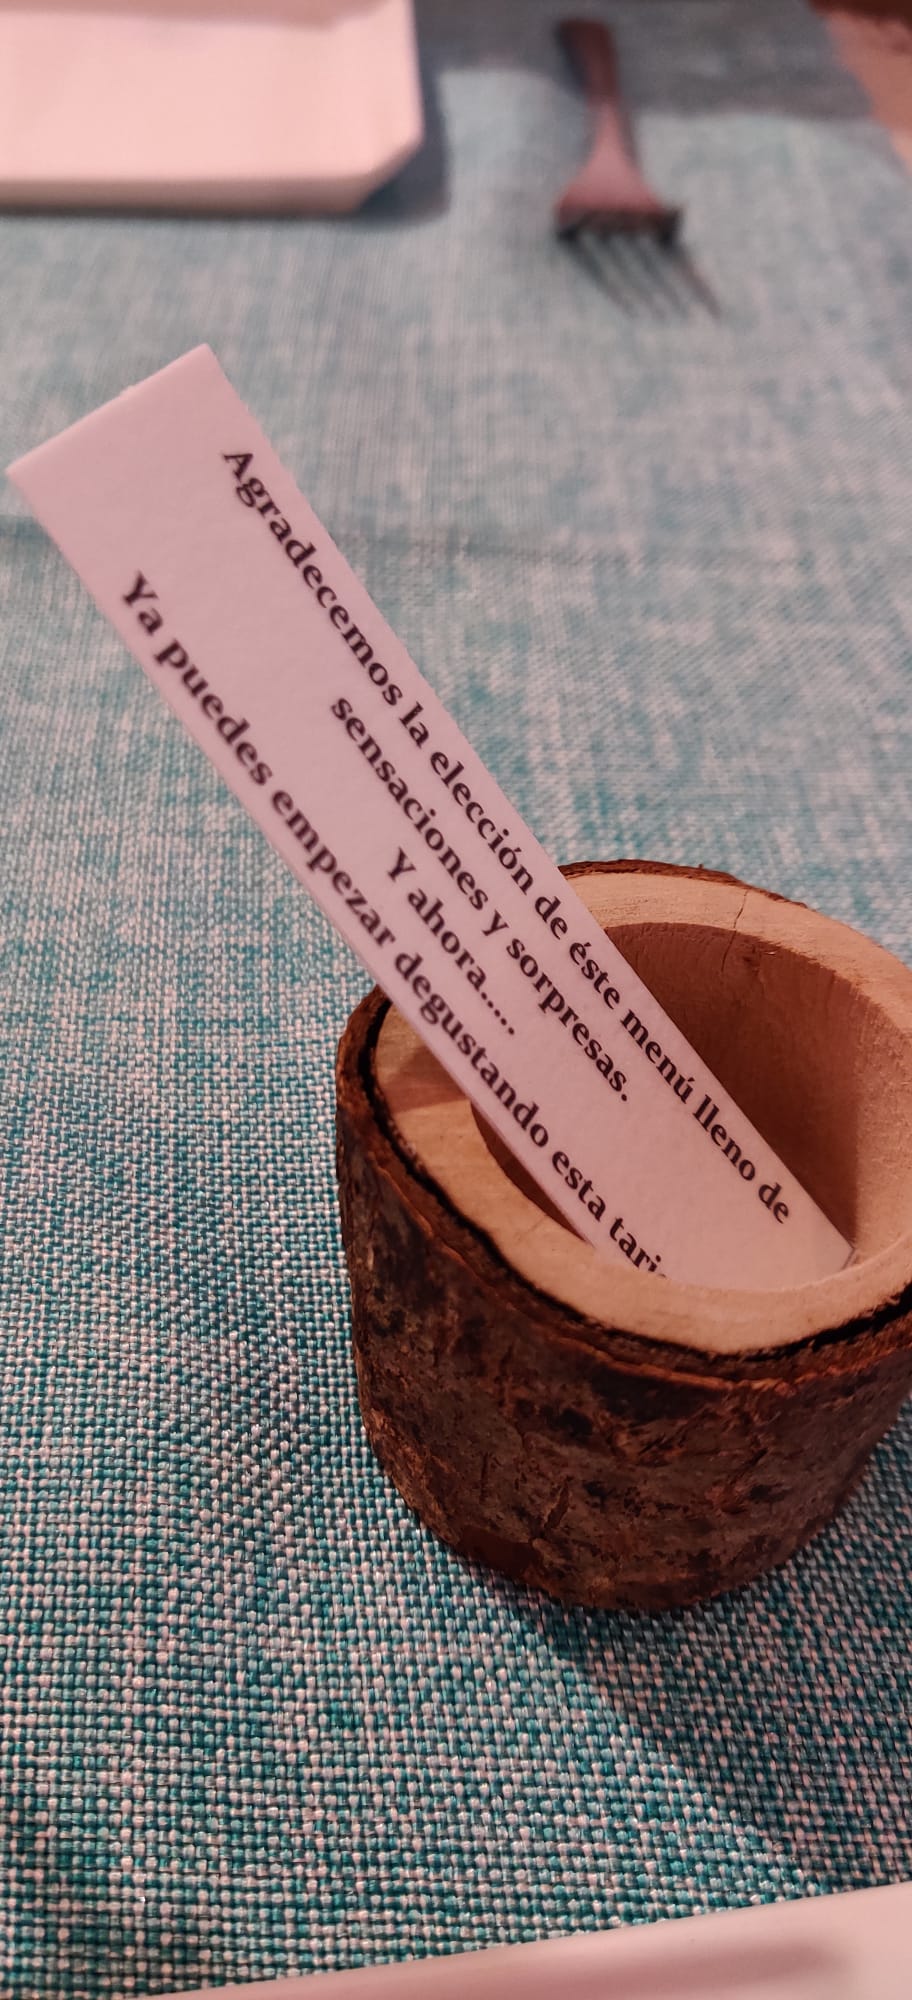 Agradecemos la elección de éste menú lleno de
sensaciones y sorpresas.
Y ahora.....
Ya puedes empezar degustando esta